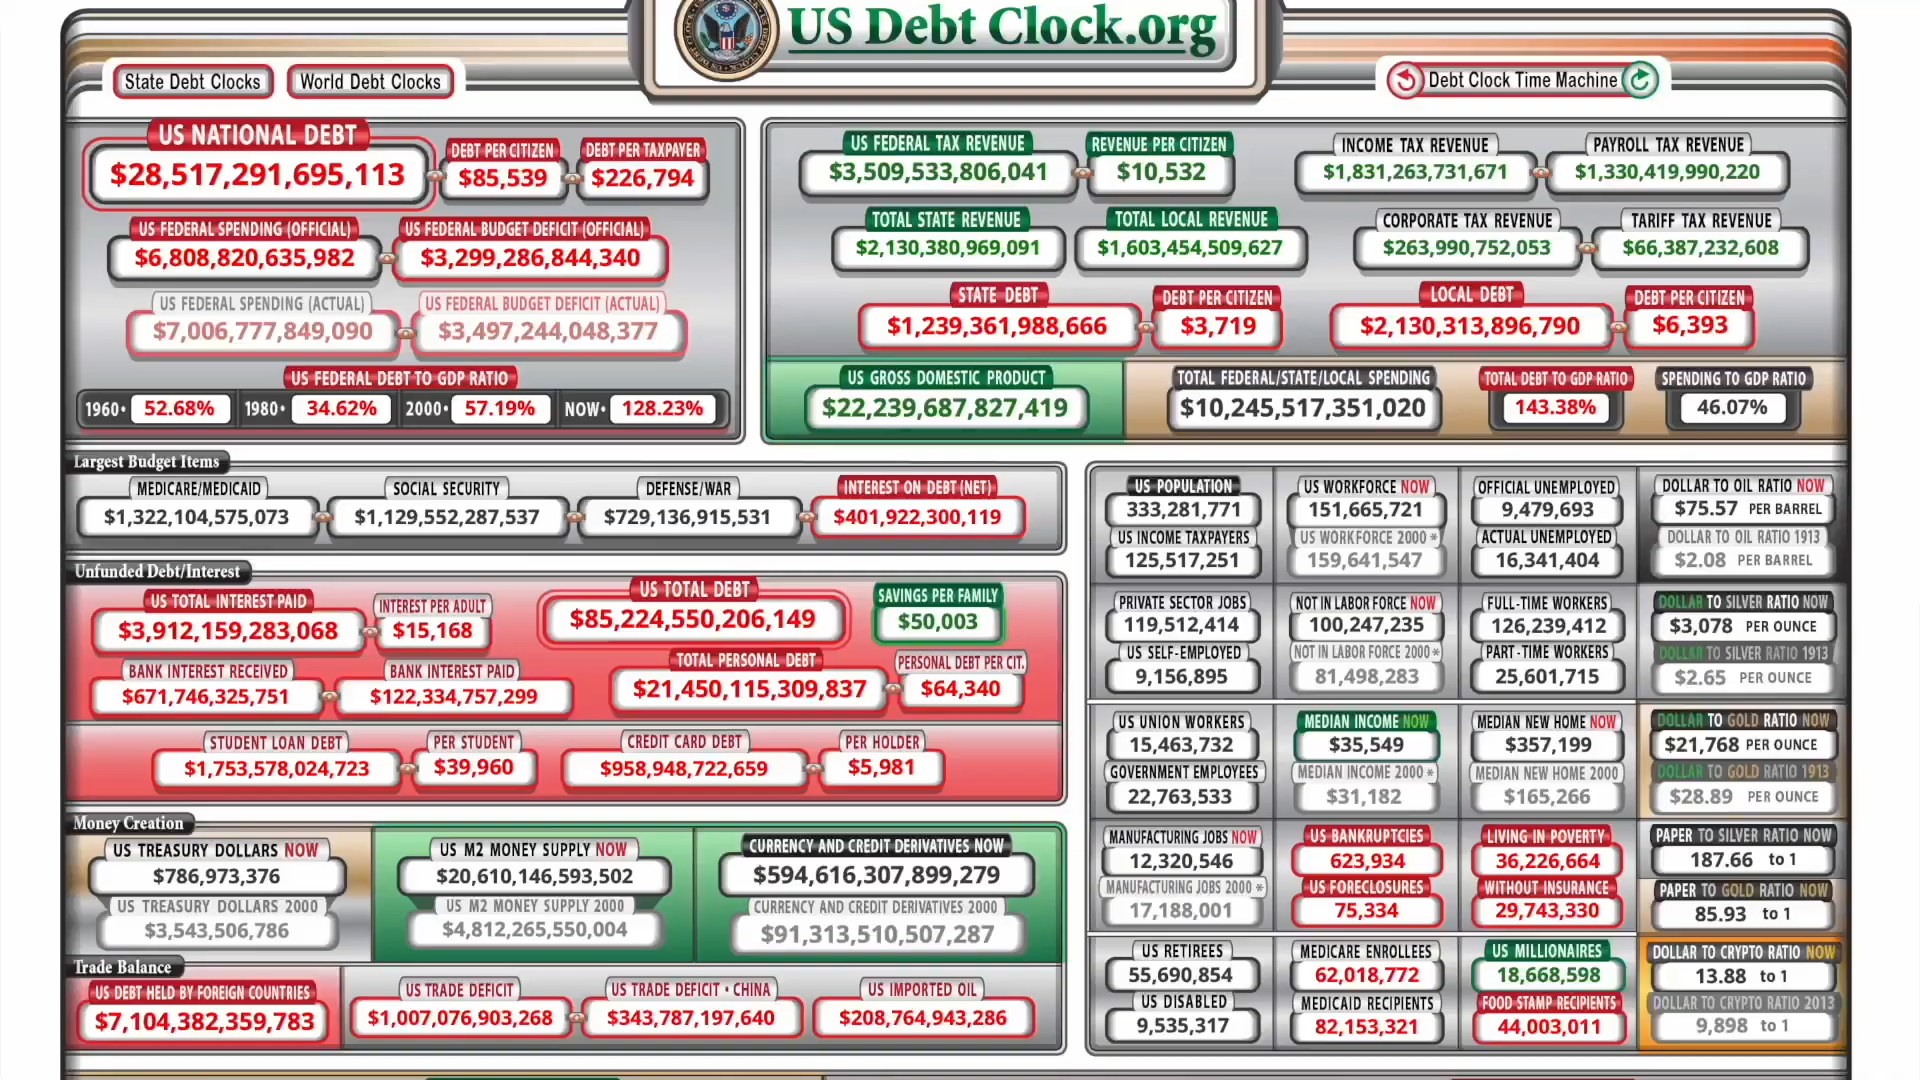 US Debt Clock.org
State Debt Clocks
World Debt Clocks
Debt Clock Time Machine
US NATIONAL DEBT
$28,517,291,695,113
DEBT PER CITIZEN
$85,539
DEBT PER TAXPAYER
$226,794
US FEDERAL SPENDING (OFFICIAL)
$6,808,820,635,982
US FEDERAL BUDGET DEFICIT (OFFICIAL)
$3,299,286,844,340
US FEDERAL SPENDING (ACTUAL)
$7,006,777,849,090
US FEDERAL BUDGET DEFICIT (ACTUAL)
$3,497,244,048,377
US FEDERAL DEBT TO GDP RATIO
1960• 52.68% 1980• 34.62% 2000• 57.19% NOW• 128.23%
US FEDERAL TAX REVENUE
$3,509,533,806,041
REVENUE PER CITIZEN
$10,532
INCOME TAX REVENUE
$1,831,263,731,671
PAYROLL TAX REVENUE
$1,330,419,990,220
TOTAL STATE REVENUE
$2,130,380,969,091
TOTAL LOCAL REVENUE
$1,603,454,509,627
CORPORATE TAX REVENUE
$263,990,752,053
TARIFF TAX REVENUE
$66,387,232,608
STATE DEBT
$1,239,361,988,666
DEBT PER CITIZEN
$3,719
LOCAL DEBT
$2,130,313,896,790
DEBT PER CITIZEN
$6,393
US GROSS DOMESTIC PRODUCT
$22,239,687,827,419
TOTAL FEDERAL/STATE/LOCAL SPENDING
$10,245,517,351,020
TOTAL DEBT TO GDP RATIO
143.38%
SPENDING TO GDP RATIO
46.07%
Largest Budget Items
MEDICARE/MEDICAID
$1,322,104,575,073
SOCIAL SECURITY
$1,129,552,287,537
DEFENSE/WAR
$729,136,915,531
INTEREST ON DEBT (NET)
$401,922,300,119
Unfunded Debt/Interest
US TOTAL INTEREST PAID
$3,912,159,283,068
INTEREST PER ADULT
$15,168
US TOTAL DEBT
$85,224,550,206,149
SAVINGS PER FAMILY
$50,003
BANK INTEREST RECEIVED
$671,746,325,751
BANK INTEREST PAID
$122,334,757,299
TOTAL PERSONAL DEBT
$21,450,115,309,837
PERSONAL DEBT PER CIT.
$64,340
STUDENT LOAN DEBT
$1,753,578,024,723
PER STUDENT
$39,960
CREDIT CARD DEBT
$958,948,722,659
PER HOLDER
$5,981
Money Creation
US TREASURY DOLLARS NOW
$786,973,376
US TREASURY DOLLARS 2000
$3,543,506,786
US M2 MONEY SUPPLY NOW
$20,610,146,593,502
US M2 MONEY SUPPLY 2000
$4,812,265,550,004
CURRENCY AND CREDIT DERIVATIVES NOW
$594,616,307,899,279
CURRENCY AND CREDIT DERIVATIVES 2000
$91,313,510,507,287
Trade Balance
US DEBT HELD BY FOREIGN COUNTRIES
$7,104,382,359,783
US TRADE DEFICIT
$1,007,076,903,268
US TRADE DEFICIT • CHINA
$343,787,197,640
US IMPORTED OIL
$208,764,943,286
US POPULATION
333,281,771
US INCOME TAXPAYERS
125,517,251
US WORKFORCE NOW
151,665,721
US WORKFORCE 2000 *
159,641,547
OFFICIAL UNEMPLOYED
9,479,693
ACTUAL UNEMPLOYED
16,341,404
DOLLAR TO OIL RATIO NOW
$75.57 PER BARREL
DOLLAR TO OIL RATIO 1913
$2.08 PER BARREL
PRIVATE SECTOR JOBS
119,512,414
US SELF-EMPLOYED
9,156,895
NOT IN LABOR FORCE NOW
100,247,235
NOT IN LABOR FORCE 2000 *
81,498,283
FULL-TIME WORKERS
126,239,412
PART-TIME WORKERS
25,601,715
DOLLAR TO SILVER RATIO NOW
$3,078 PER OUNCE
DOLLAR TO SILVER RATIO 1913
$2.65 PER OUNCE
US UNION WORKERS
15,463,732
GOVERNMENT EMPLOYEES
22,763,533
MEDIAN INCOME NOW
$35,549
MEDIAN INCOME 2000 *
$31,182
MEDIAN NEW HOME NOW
$357,199
MEDIAN NEW HOME 2000
$165,266
DOLLAR TO GOLD RATIO NOW
$21,768 PER OUNCE
DOLLAR TO GOLD RATIO 1913
$28.89 PER OUNCE
MANUFACTURING JOBS NOW
12,320,546
MANUFACTURING JOBS 2000 *
17,188,001
US BANKRUPTCIES
623,934
US FORECLOSURES
75,334
LIVING IN POVERTY
36,226,664
WITHOUT INSURANCE
29,743,330
PAPER TO SILVER RATIO NOW
187.66 to 1
PAPER TO GOLD RATIO NOW
85.93 to 1
US RETIREES
55,690,854
US DISABLED
9,535,317
MEDICARE ENROLLEES
62,018,772
MEDICAID RECIPIENTS
82,153,321
US MILLIONAIRES
18,668,598
FOOD STAMP RECIPIENTS
44,003,011
DOLLAR TO CRYPTO RATIO NOW
13.88 to 1
DOLLAR TO CRYPTO RATIO 2013
9,898 to 1